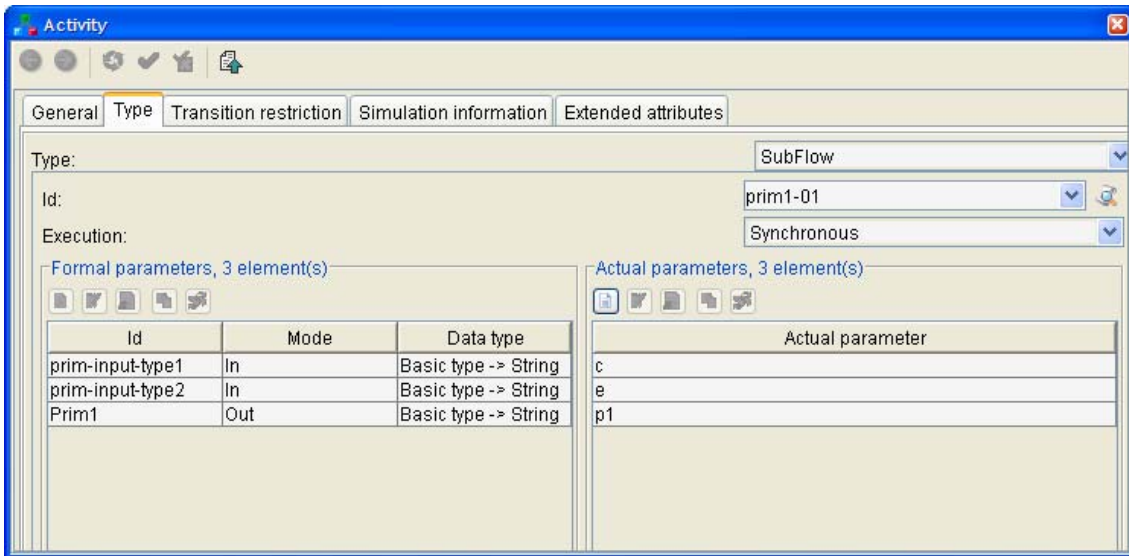 Activity
General Type Transition restriction Simulation information Extended attributes
Type: SubFlow
Id: prim1-01
Execution: Synchronous
Formal parameters, 3 element(s) Actual parameters, 3 element(s)
Id Mode Data type Actual parameter
prim-input-type1 In Basic type -> String c
prim-input-type2 In Basic type -> String e
Prim1 Out Basic type -> String p1